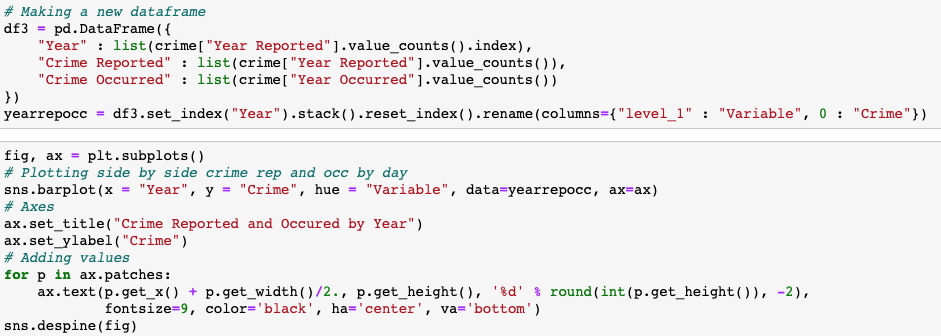 # Making a new dataframe
df3 = pd.DataFrame({
    "Year" : list(crime["Year Reported"].value_counts().index),
    "Crime Reported" : list(crime["Year Reported"].value_counts()),
    "Crime Occurred" : list(crime["Year Occurred"].value_counts())
})
yearrepocc = df3.set_index("Year").stack().reset_index().rename(columns={"level_1" : "Variable", 0 : "Crime"})
fig, ax = plt.subplots()
# Plotting side by side crime rep and occ by day
sns.barplot(x = "Year", y = "Crime", hue = "Variable", data=yearrepocc, ax=ax)
# Axes
ax.set_title("Crime Reported and Occured by Year")
ax.set_ylabel("Crime")
# Adding values
for p in ax.patches:
    ax.text(p.get_x() + p.get_width()/2., p.get_height(), '%d' % round(int(p.get_height()), -2),
            fontsize=9, color='black', ha='center', va='bottom')
sns.despine(fig)